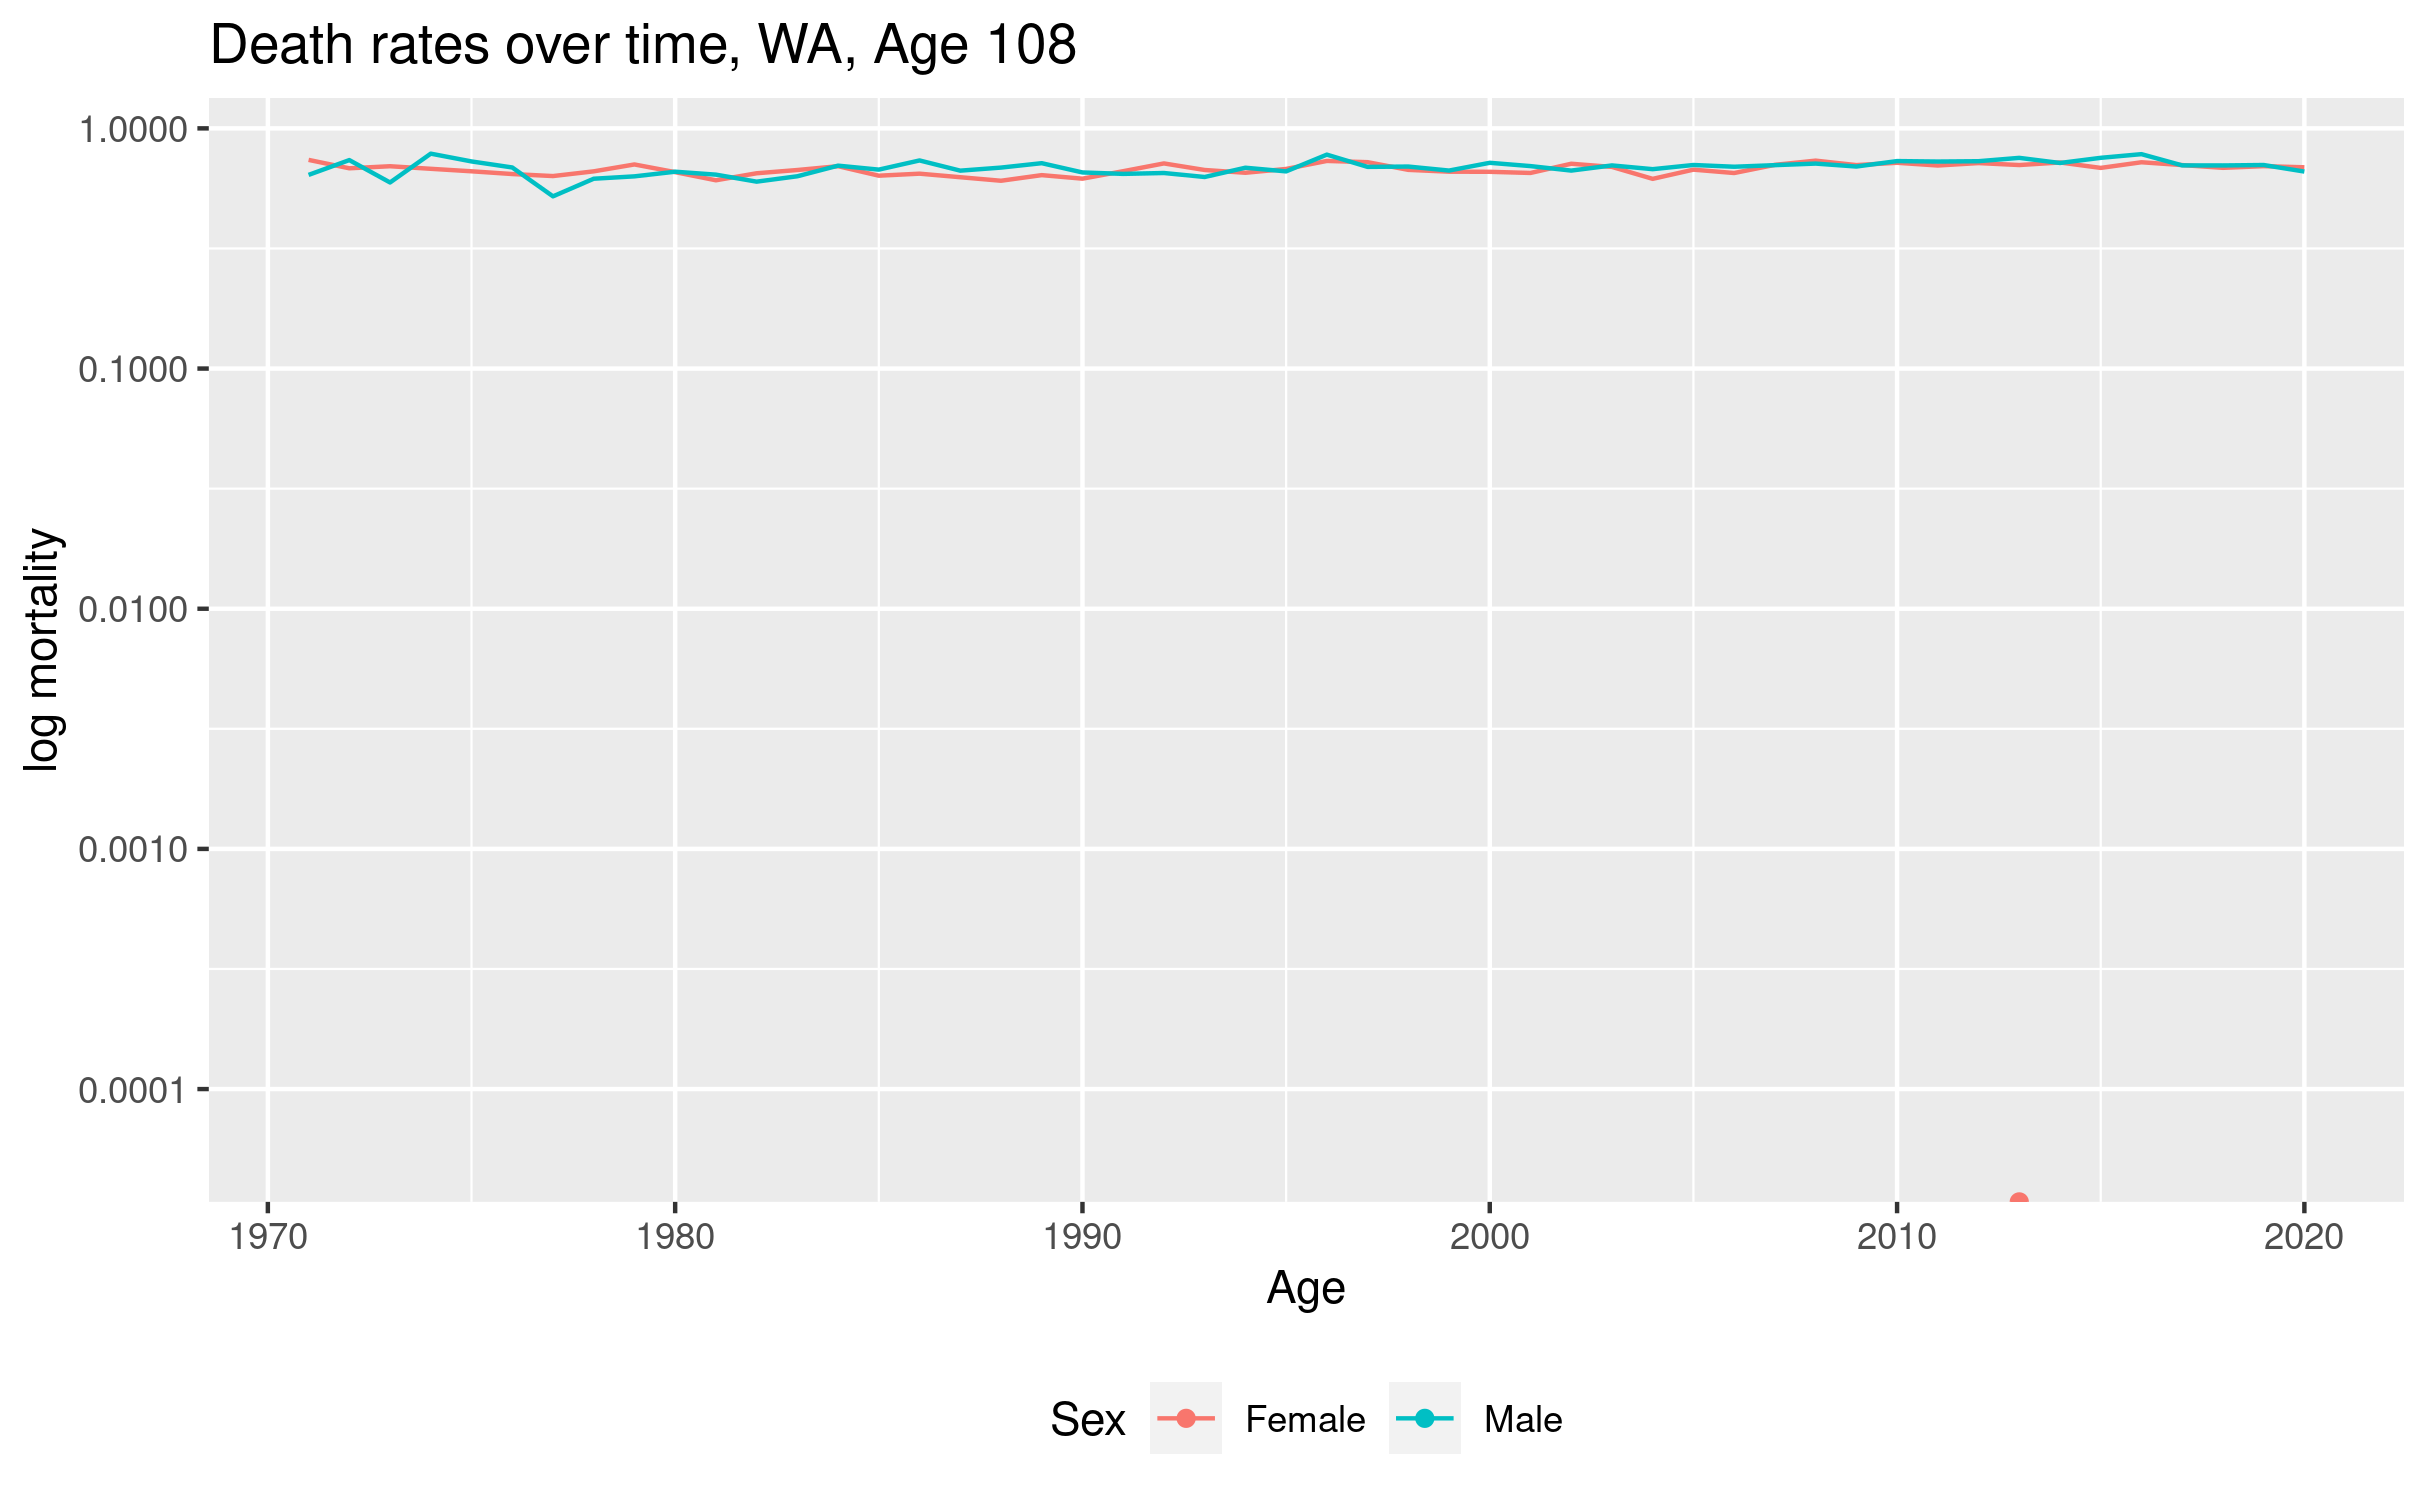 Death rates over time, WA, Age 108
log mortality
1.0000
0.1000
0.0100
0.0010
0.0001
1970 1980 1990 2000 2010 2020
Age
Sex Female Male